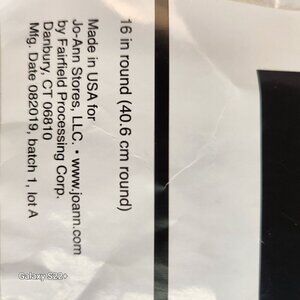 16 in round (40.6 cm round)
Made in USA for
Jo-Ann Stores, LLC. • www.joann.com
by Fairfield Processing Corp.
Danbury, CT 06810
Mfg. Date 082019, batch 1, lot A
Galaxy S22+